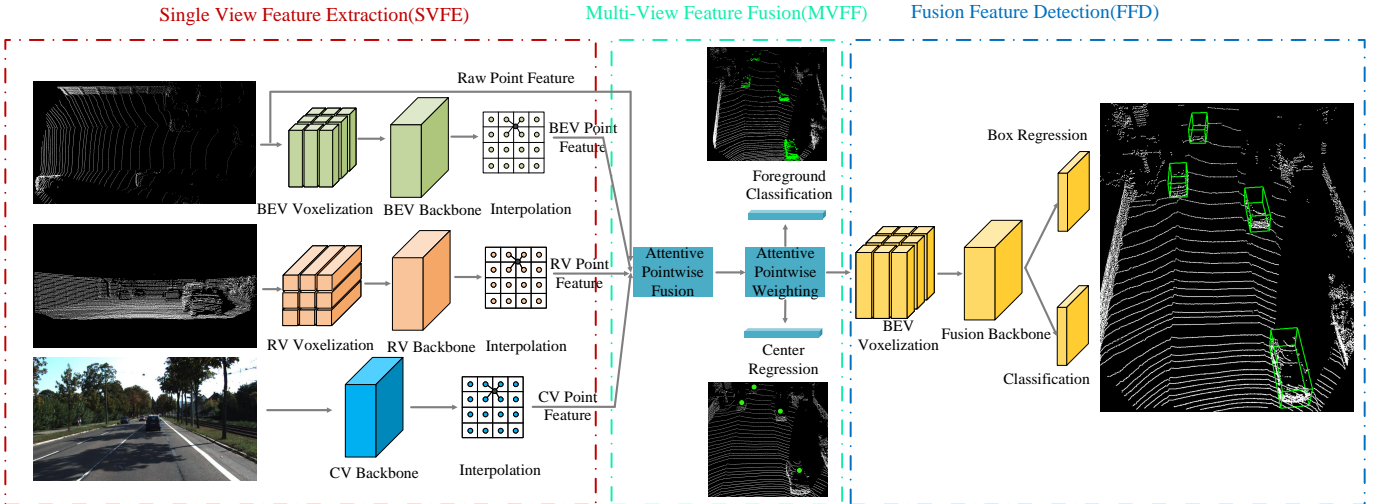 Single View Feature Extraction(SVFE)
Multi-View Feature Fusion(MVFF)
Fusion Feature Detection(FFD)
Raw Point Feature
BEV Point
Feature
BEV Voxelization
BEV Backbone
Interpolation
RV Point
Feature
RV Voxelization
RV Backbone
Interpolation
CV Point
Feature
CV Backbone
Interpolation
Foreground
Classification
Attentive
Pointwise
Fusion
Attentive
Pointwise
Weighting
Center
Regression
BEV
Voxelization
Fusion Backbone
Box Regression
Classification